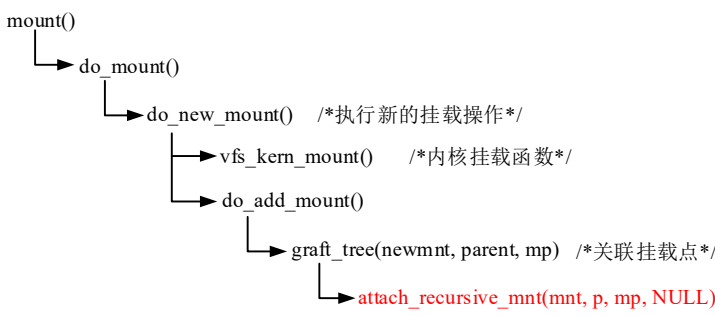 mount()
do_mount()
do_new_mount() /*执行新的挂载操作*/
vfs_kern_mount() /*内核挂载函数*/
do_add_mount()
graft_tree(newmnt, parent, mp) /*关联挂载点*/
attach_recursive_mnt(mnt, p, mp, NULL)